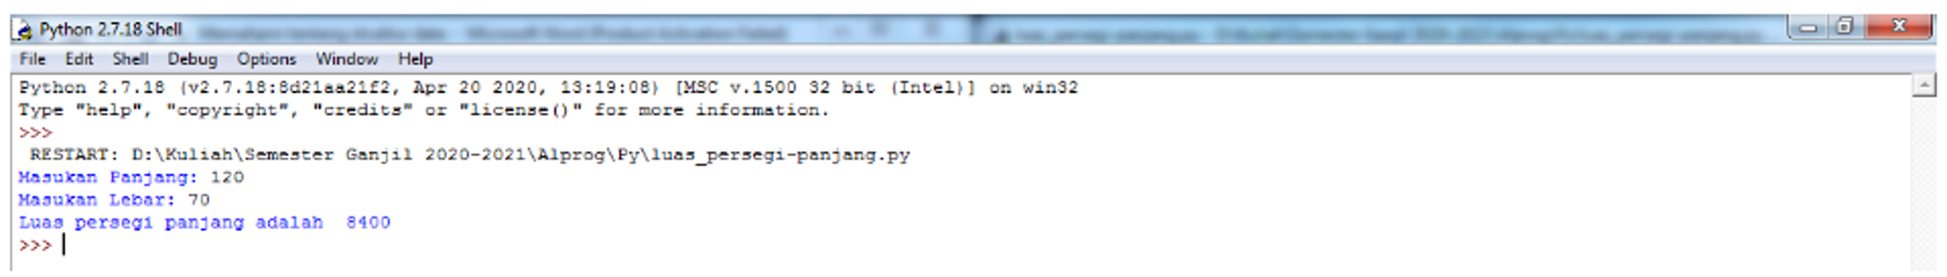 Python 2.7.18 Shell
File Edit Shell Debug Options Window Help
Python 2.7.18 (v2.7.18:8d21aa21f2, Apr 20 2020, 13:19:08) [MSC v.1500 32 bit (Intel)] on win32
Type "help", "copyright", "credits" or "license()" for more information.
>>>
 RESTART: D:\Kuliah\Semester Ganjil 2020-2021\Alprog\Py\luas_persegi-panjang.py
Masukan Panjang: 120
Masukan Lebar: 70
Luas persegi panjang adalah  8400
>>>